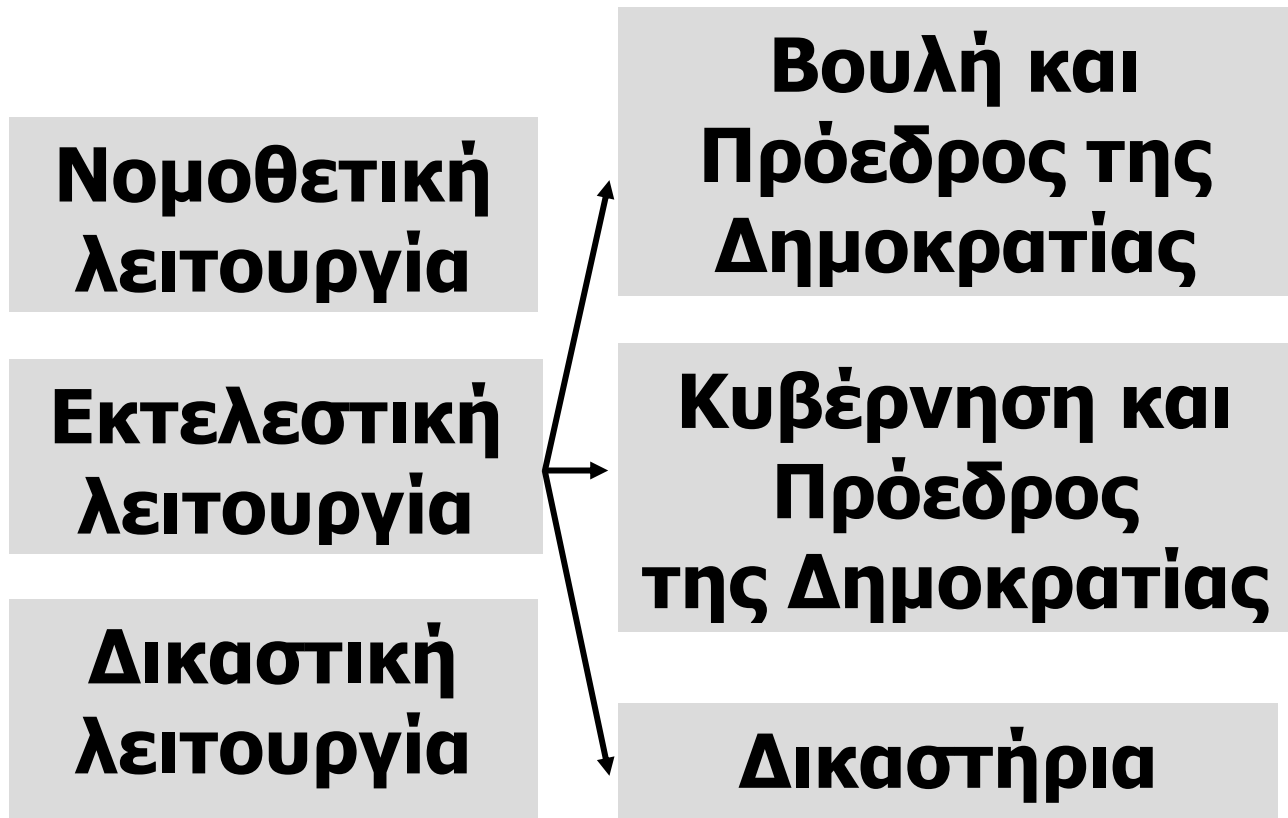 Νομοθετική
λειτουργία
Εκτελεστική
λειτουργία
Δικαστική
λειτουργία
Βουλή και
Πρόεδρος της
Δημοκρατίας
Κυβέρνηση και
Πρόεδρος
της Δημοκρατίας
Δικαστήρια